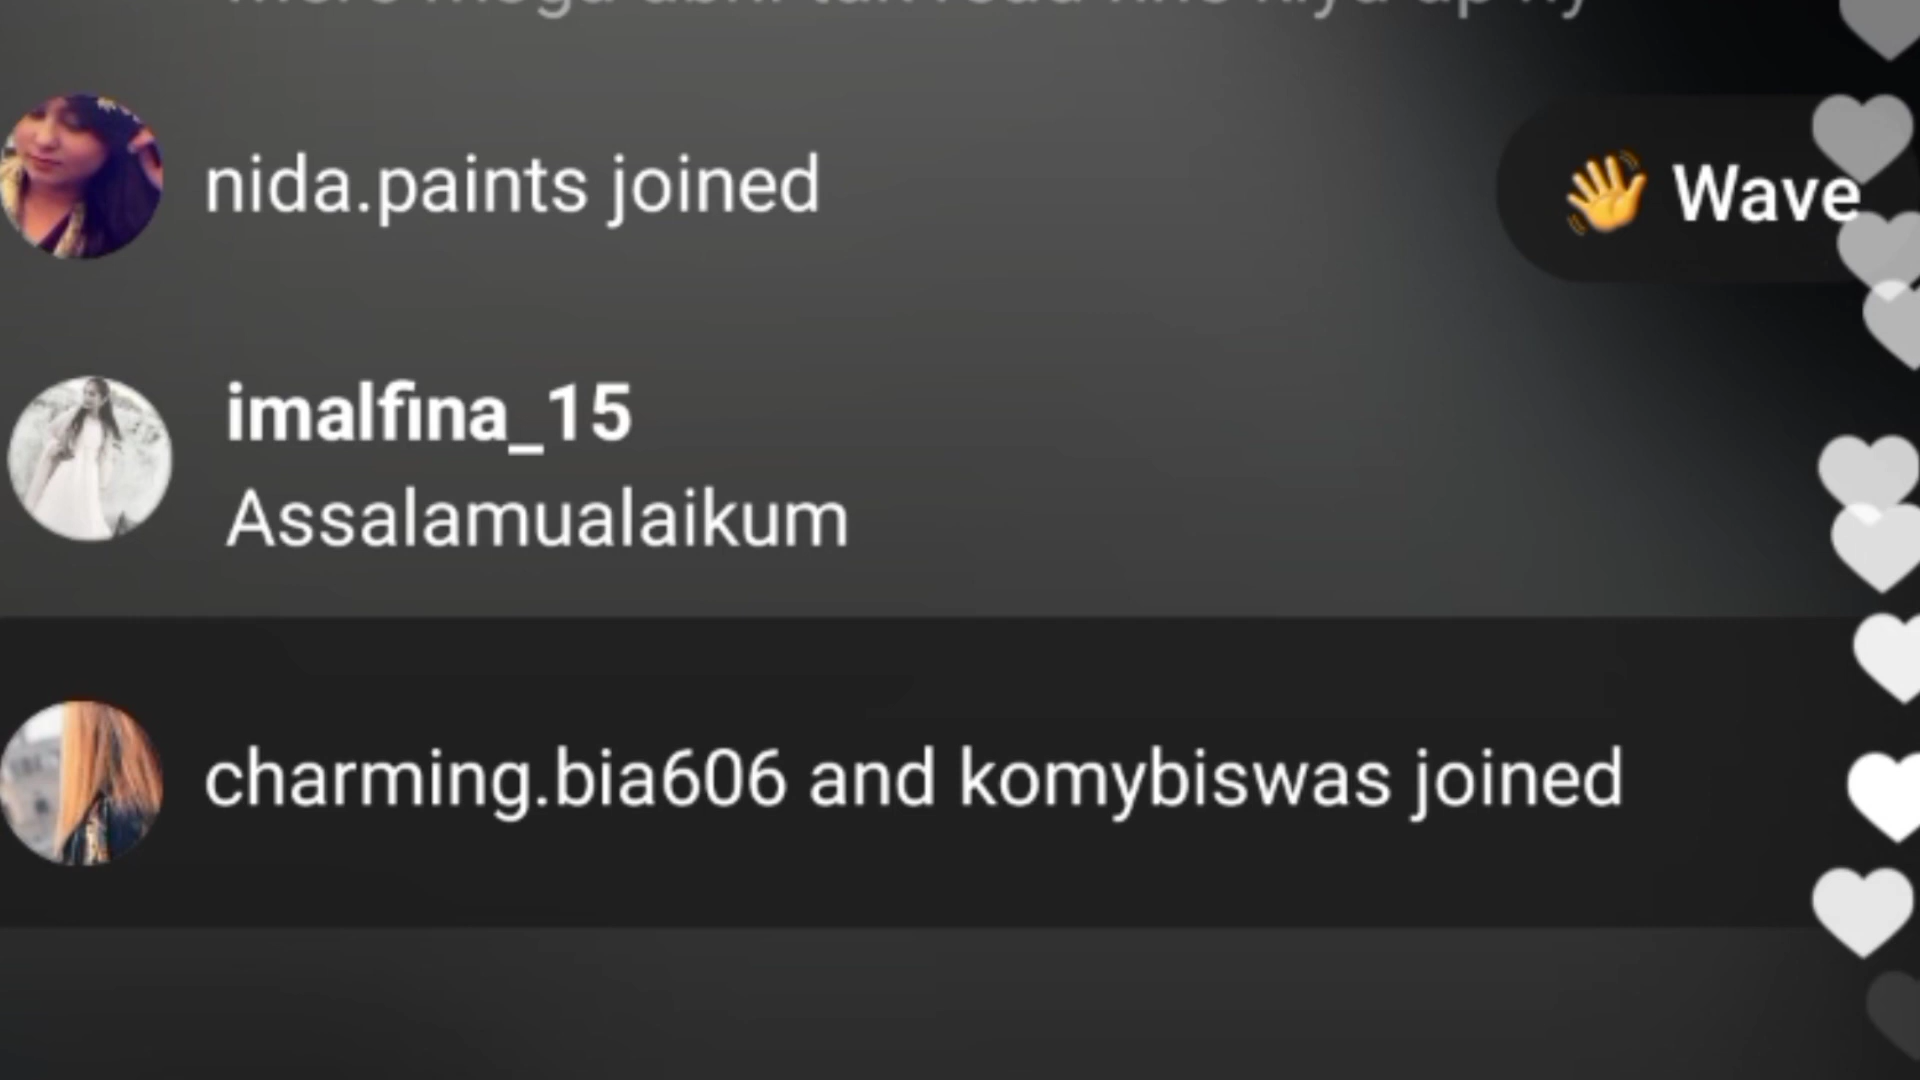 nida.paints joined
Wave
imalfina_15
Assalamualaikum
charming.bia606 and komybiswas joined